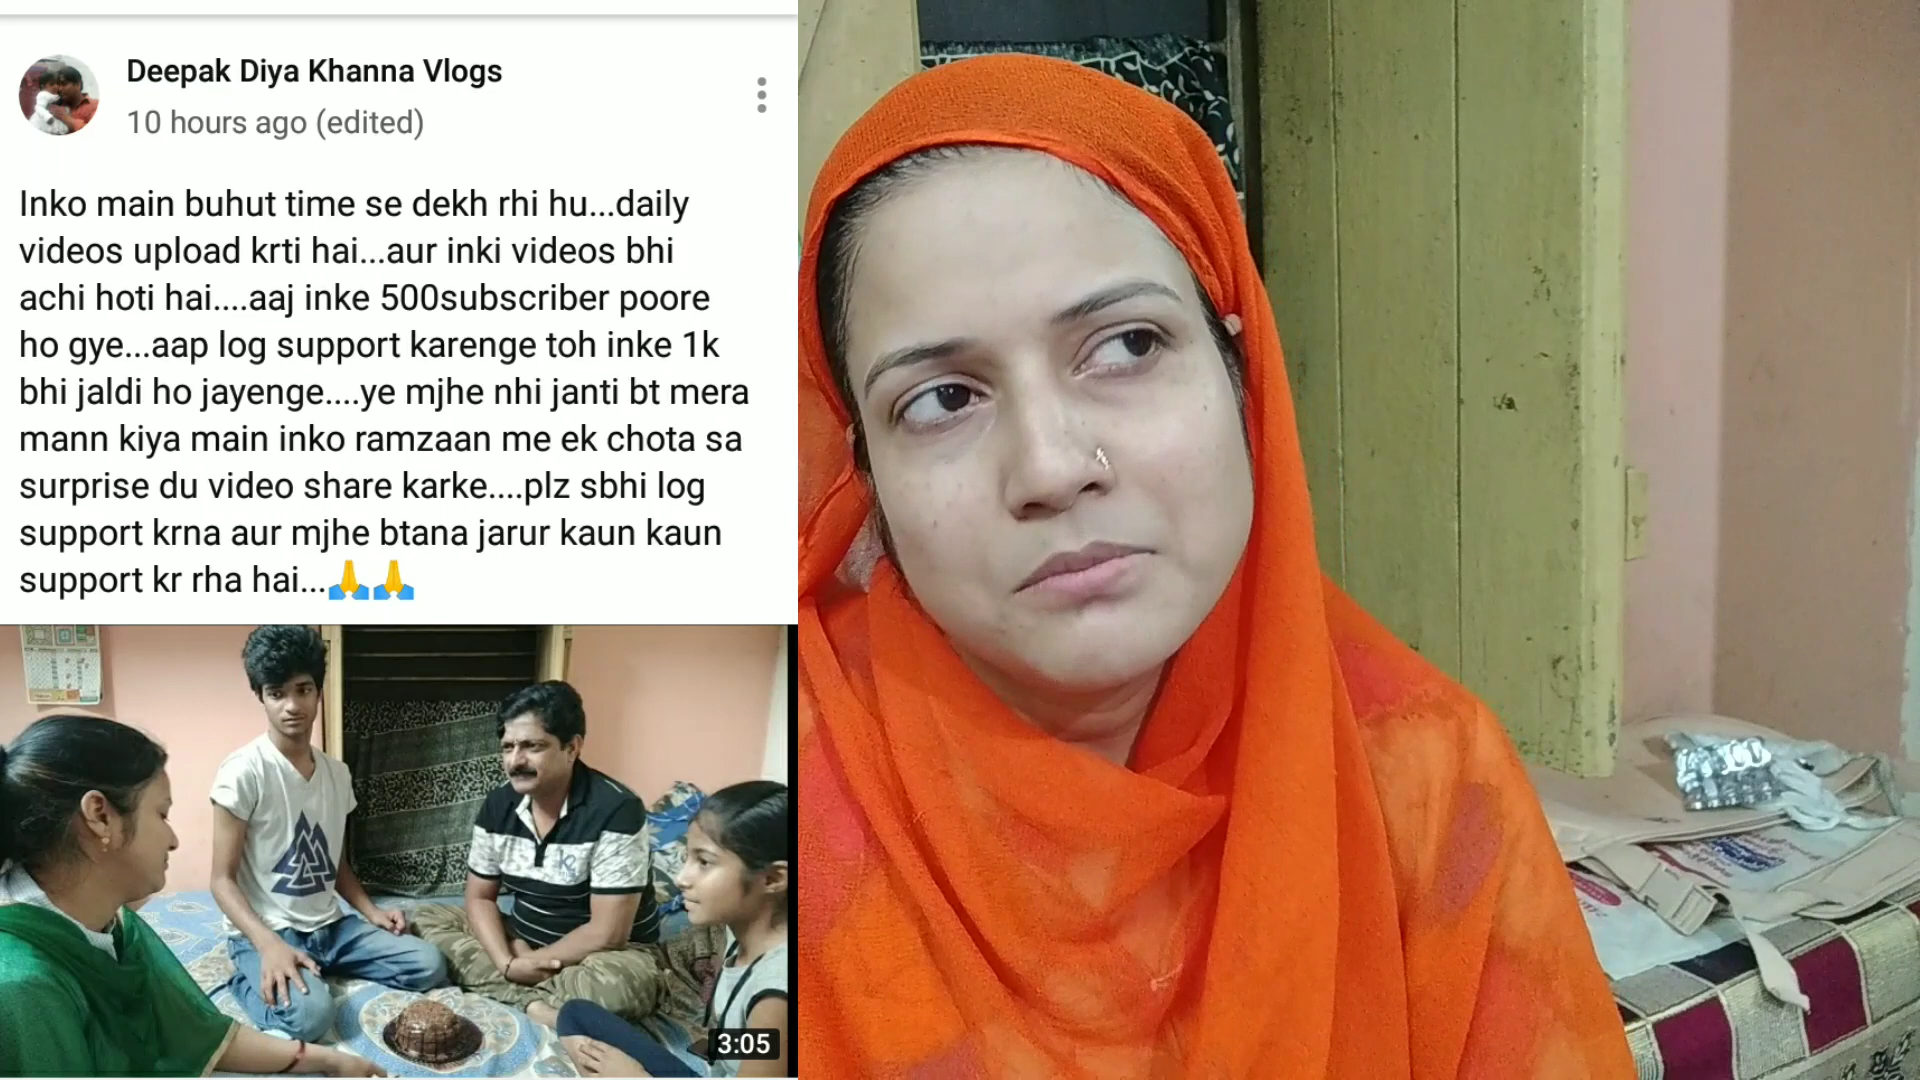 Deepak Diya Khanna Vlogs
10 hours ago (edited)
Inko main buhut time se dekh rhi hu...daily
videos upload krti hai...aur inki videos bhi
achi hoti hai....aaj inke 500subscriber poore
ho gye...aap log support karenge toh inke 1k
bhi jaldi ho jayenge....ye mjhe nhi janti bt mera
mann kiya main inko ramzaan me ek chota sa
surprise du video share karke....plz sbhi log
support krna aur mjhe btana jarur kaun kaun
support kr rha hai...🙏🙏
3:05